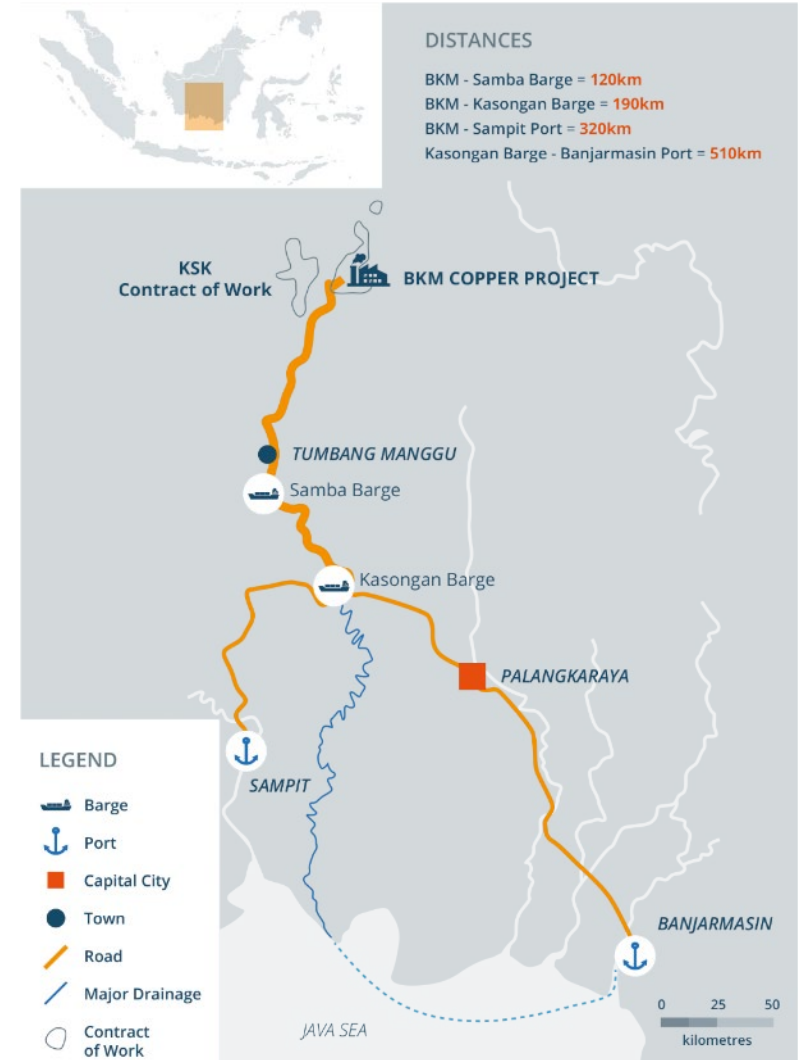 DISTANCES
BKM - Samba Barge = 120km
BKM - Kasongan Barge = 190km
BKM - Sampit Port = 320km
Kasongan Barge - Banjarmasin Port = 510km
KSK
Contract of Work
BKM COPPER PROJECT
TUMBANG MANGGU
Samba Barge
Kasongan Barge
PALANGKARAYA
SAMPIT
BANJARMASIN
JAVA SEA
LEGEND
Barge
Port
Capital City
Town
Road
Major Drainage
Contract
of Work
0 25 50
kilometres